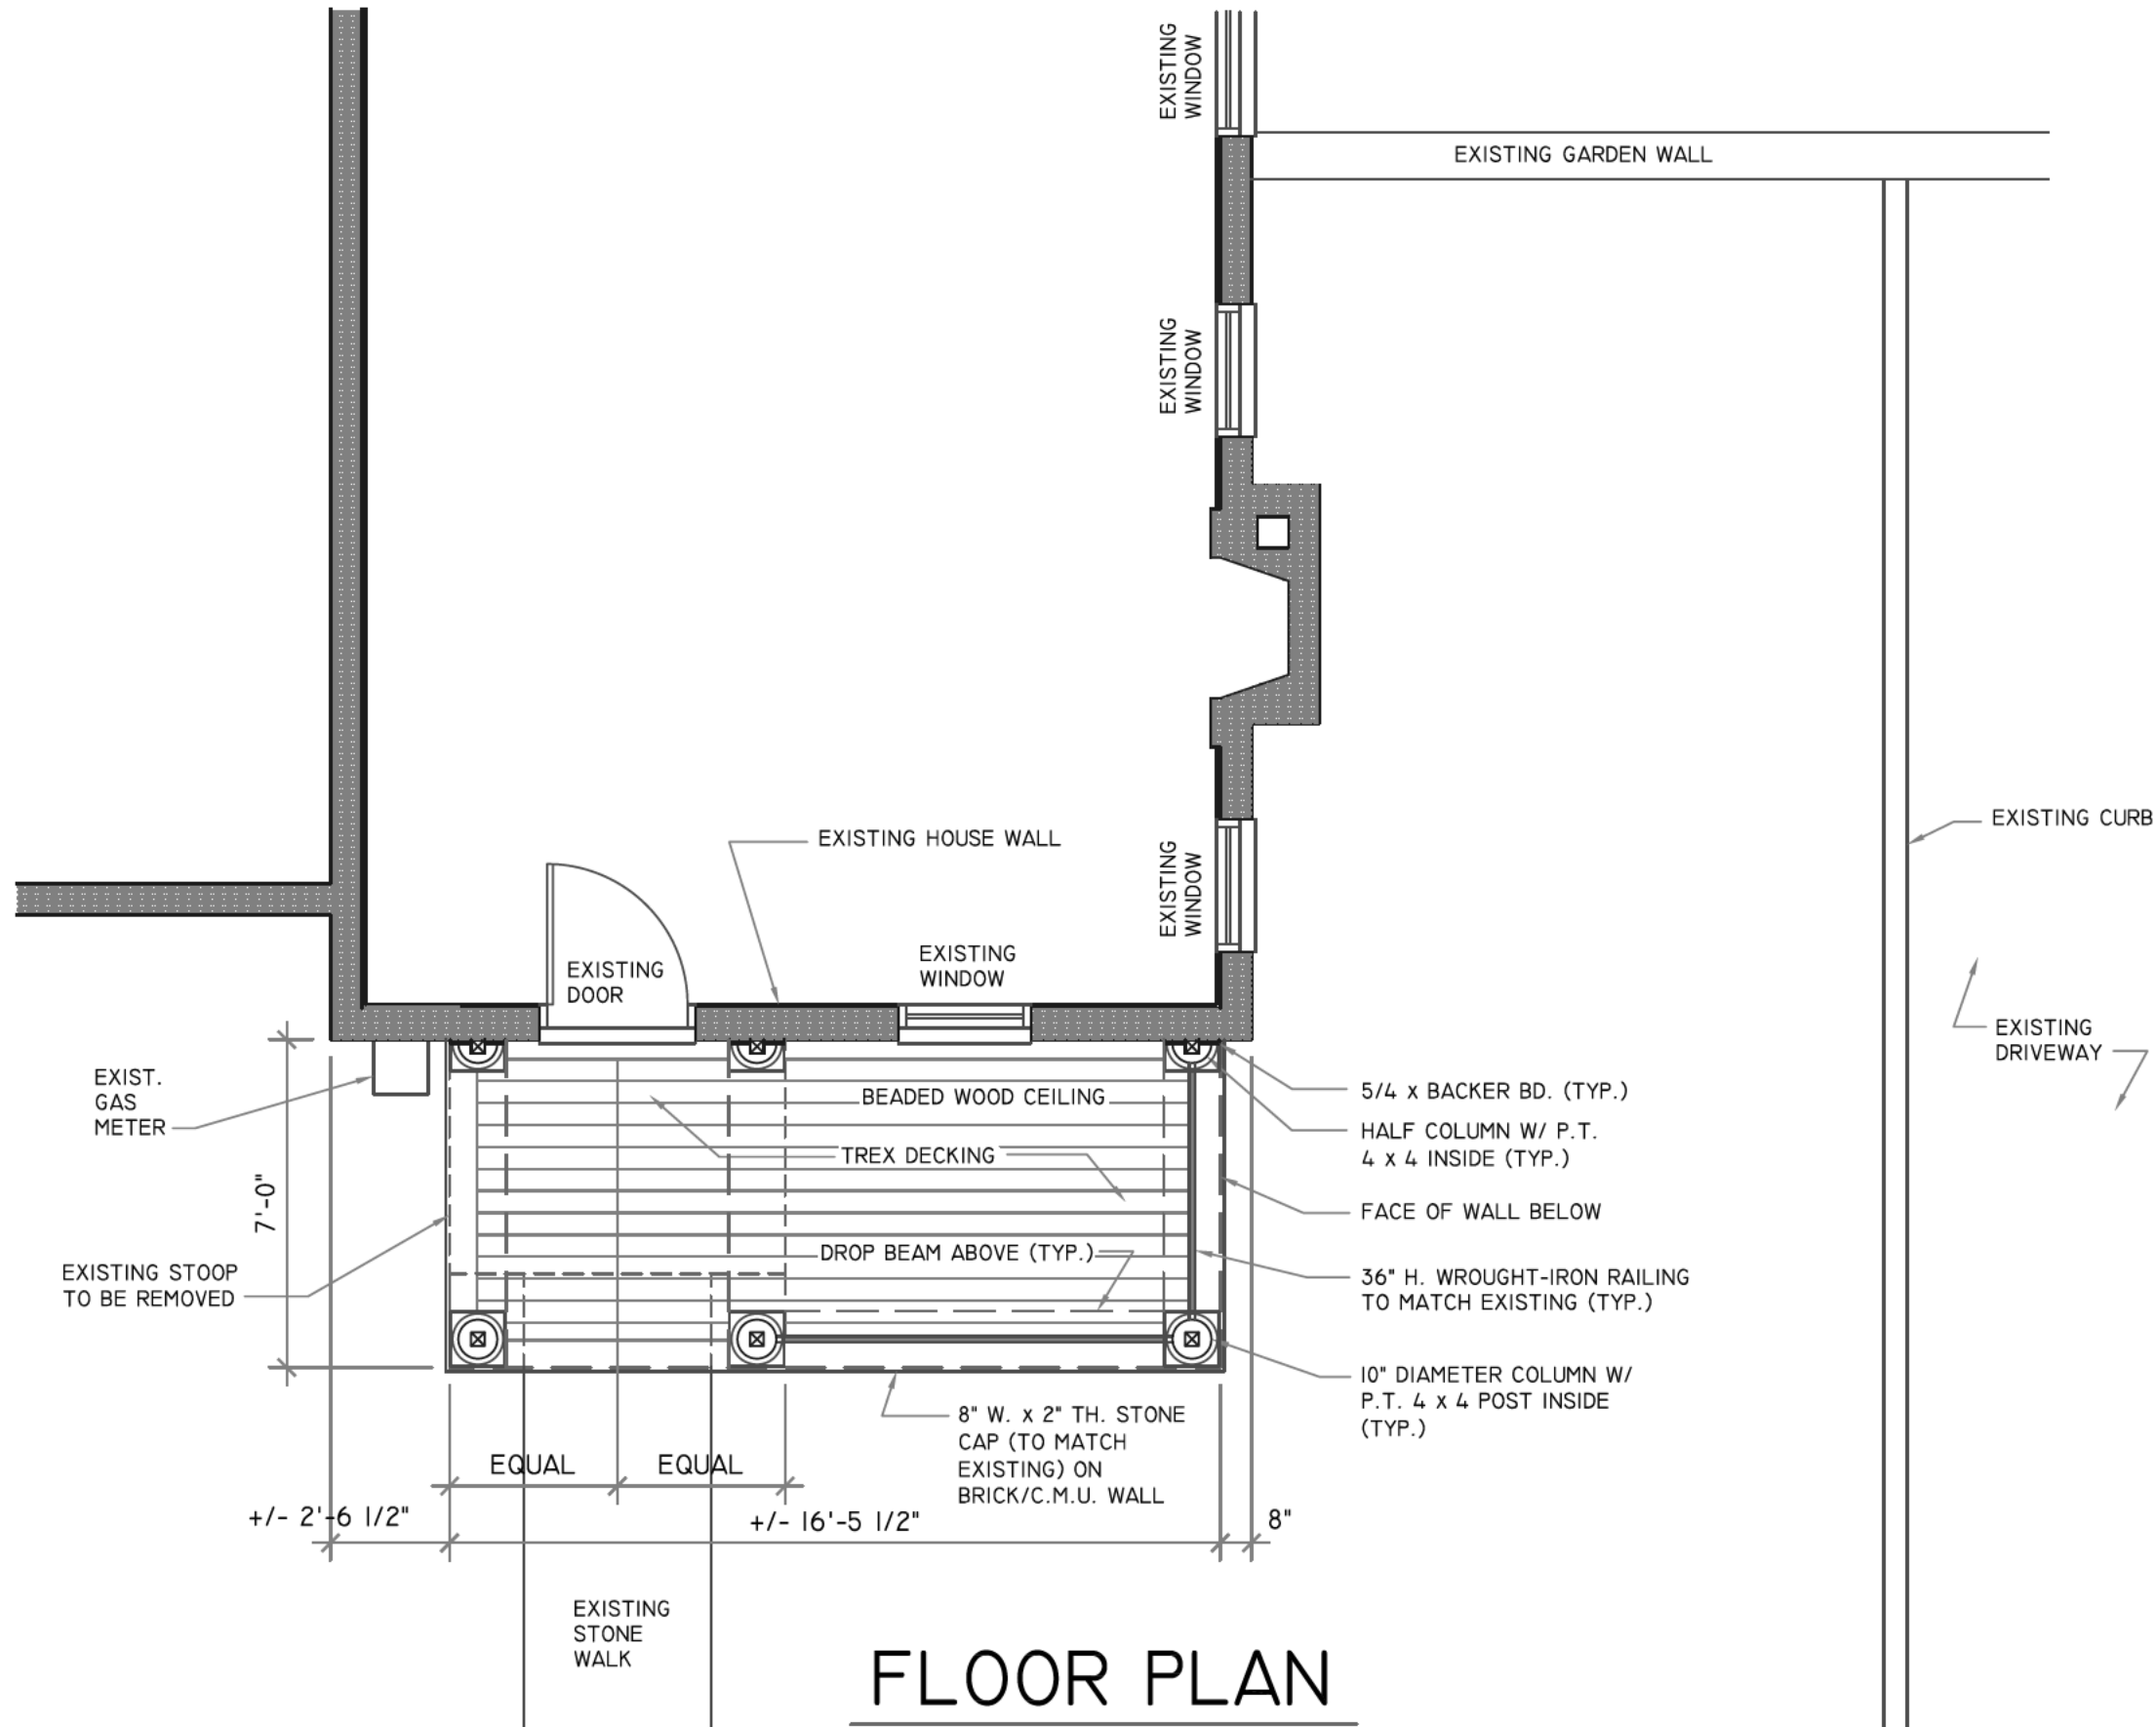 EXISTING
WINDOW
EXISTING GARDEN WALL
EXISTING
WINDOW
EXISTING CURB
EXISTING HOUSE WALL
EXISTING
WINDOW
EXISTING
WINDOW
EXISTING
DOOR
EXISTING
DRIVEWAY
EXIST.
GAS
METER
BEADED WOOD CEILING
5/4 x BACKER BD. (TYP.)
HALF COLUMN W/ P.T.
4 x 4 INSIDE (TYP.)
TREX DECKING
7'-0"
FACE OF WALL BELOW
DROP BEAM ABOVE (TYP.)
EXISTING STOOP
TO BE REMOVED
36" H. WROUGHT-IRON RAILING
TO MATCH EXISTING (TYP.)
10" DIAMETER COLUMN W/
P.T. 4 x 4 POST INSIDE
(TYP.)
8" W. x 2" TH. STONE
CAP (TO MATCH
EXISTING) ON
BRICK/C.M.U. WALL
EQUAL
EQUAL
+/- 2'-6 1/2"
+/- 16'-5 1/2"
8"
EXISTING
STONE
WALK
FLOOR PLAN